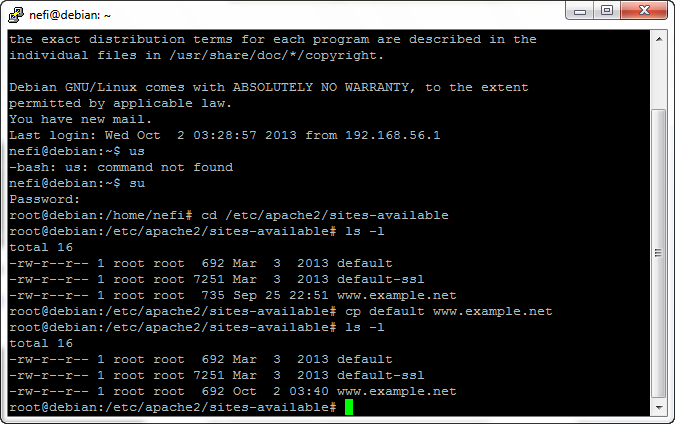 nefi@debian: ~
the exact distribution terms for each program are described in the
individual files in /usr/share/doc/*/copyright.
Debian GNU/Linux comes with ABSOLUTELY NO WARRANTY, to the extent
permitted by applicable law.
You have new mail.
Last login: Wed Oct  2 03:28:57 2013 from 192.168.56.1
nefi@debian:~$ us
-bash: us: command not found
nefi@debian:~$ su
Password:
root@debian:/home/nefi# cd /etc/apache2/sites-available
root@debian:/etc/apache2/sites-available# ls -l
total 16
-rw-r--r-- 1 root root  692 Mar  3  2013 default
-rw-r--r-- 1 root root 7251 Mar  3  2013 default-ssl
-rw-r--r-- 1 root root  735 Sep 25 22:51 www.example.net
root@debian:/etc/apache2/sites-available# cp default www.example.net
root@debian:/etc/apache2/sites-available# ls -l
total 16
-rw-r--r-- 1 root root  692 Mar  3  2013 default
-rw-r--r-- 1 root root 7251 Mar  3  2013 default-ssl
-rw-r--r-- 1 root root  692 Oct  2 03:40 www.example.net
root@debian:/etc/apache2/sites-available#